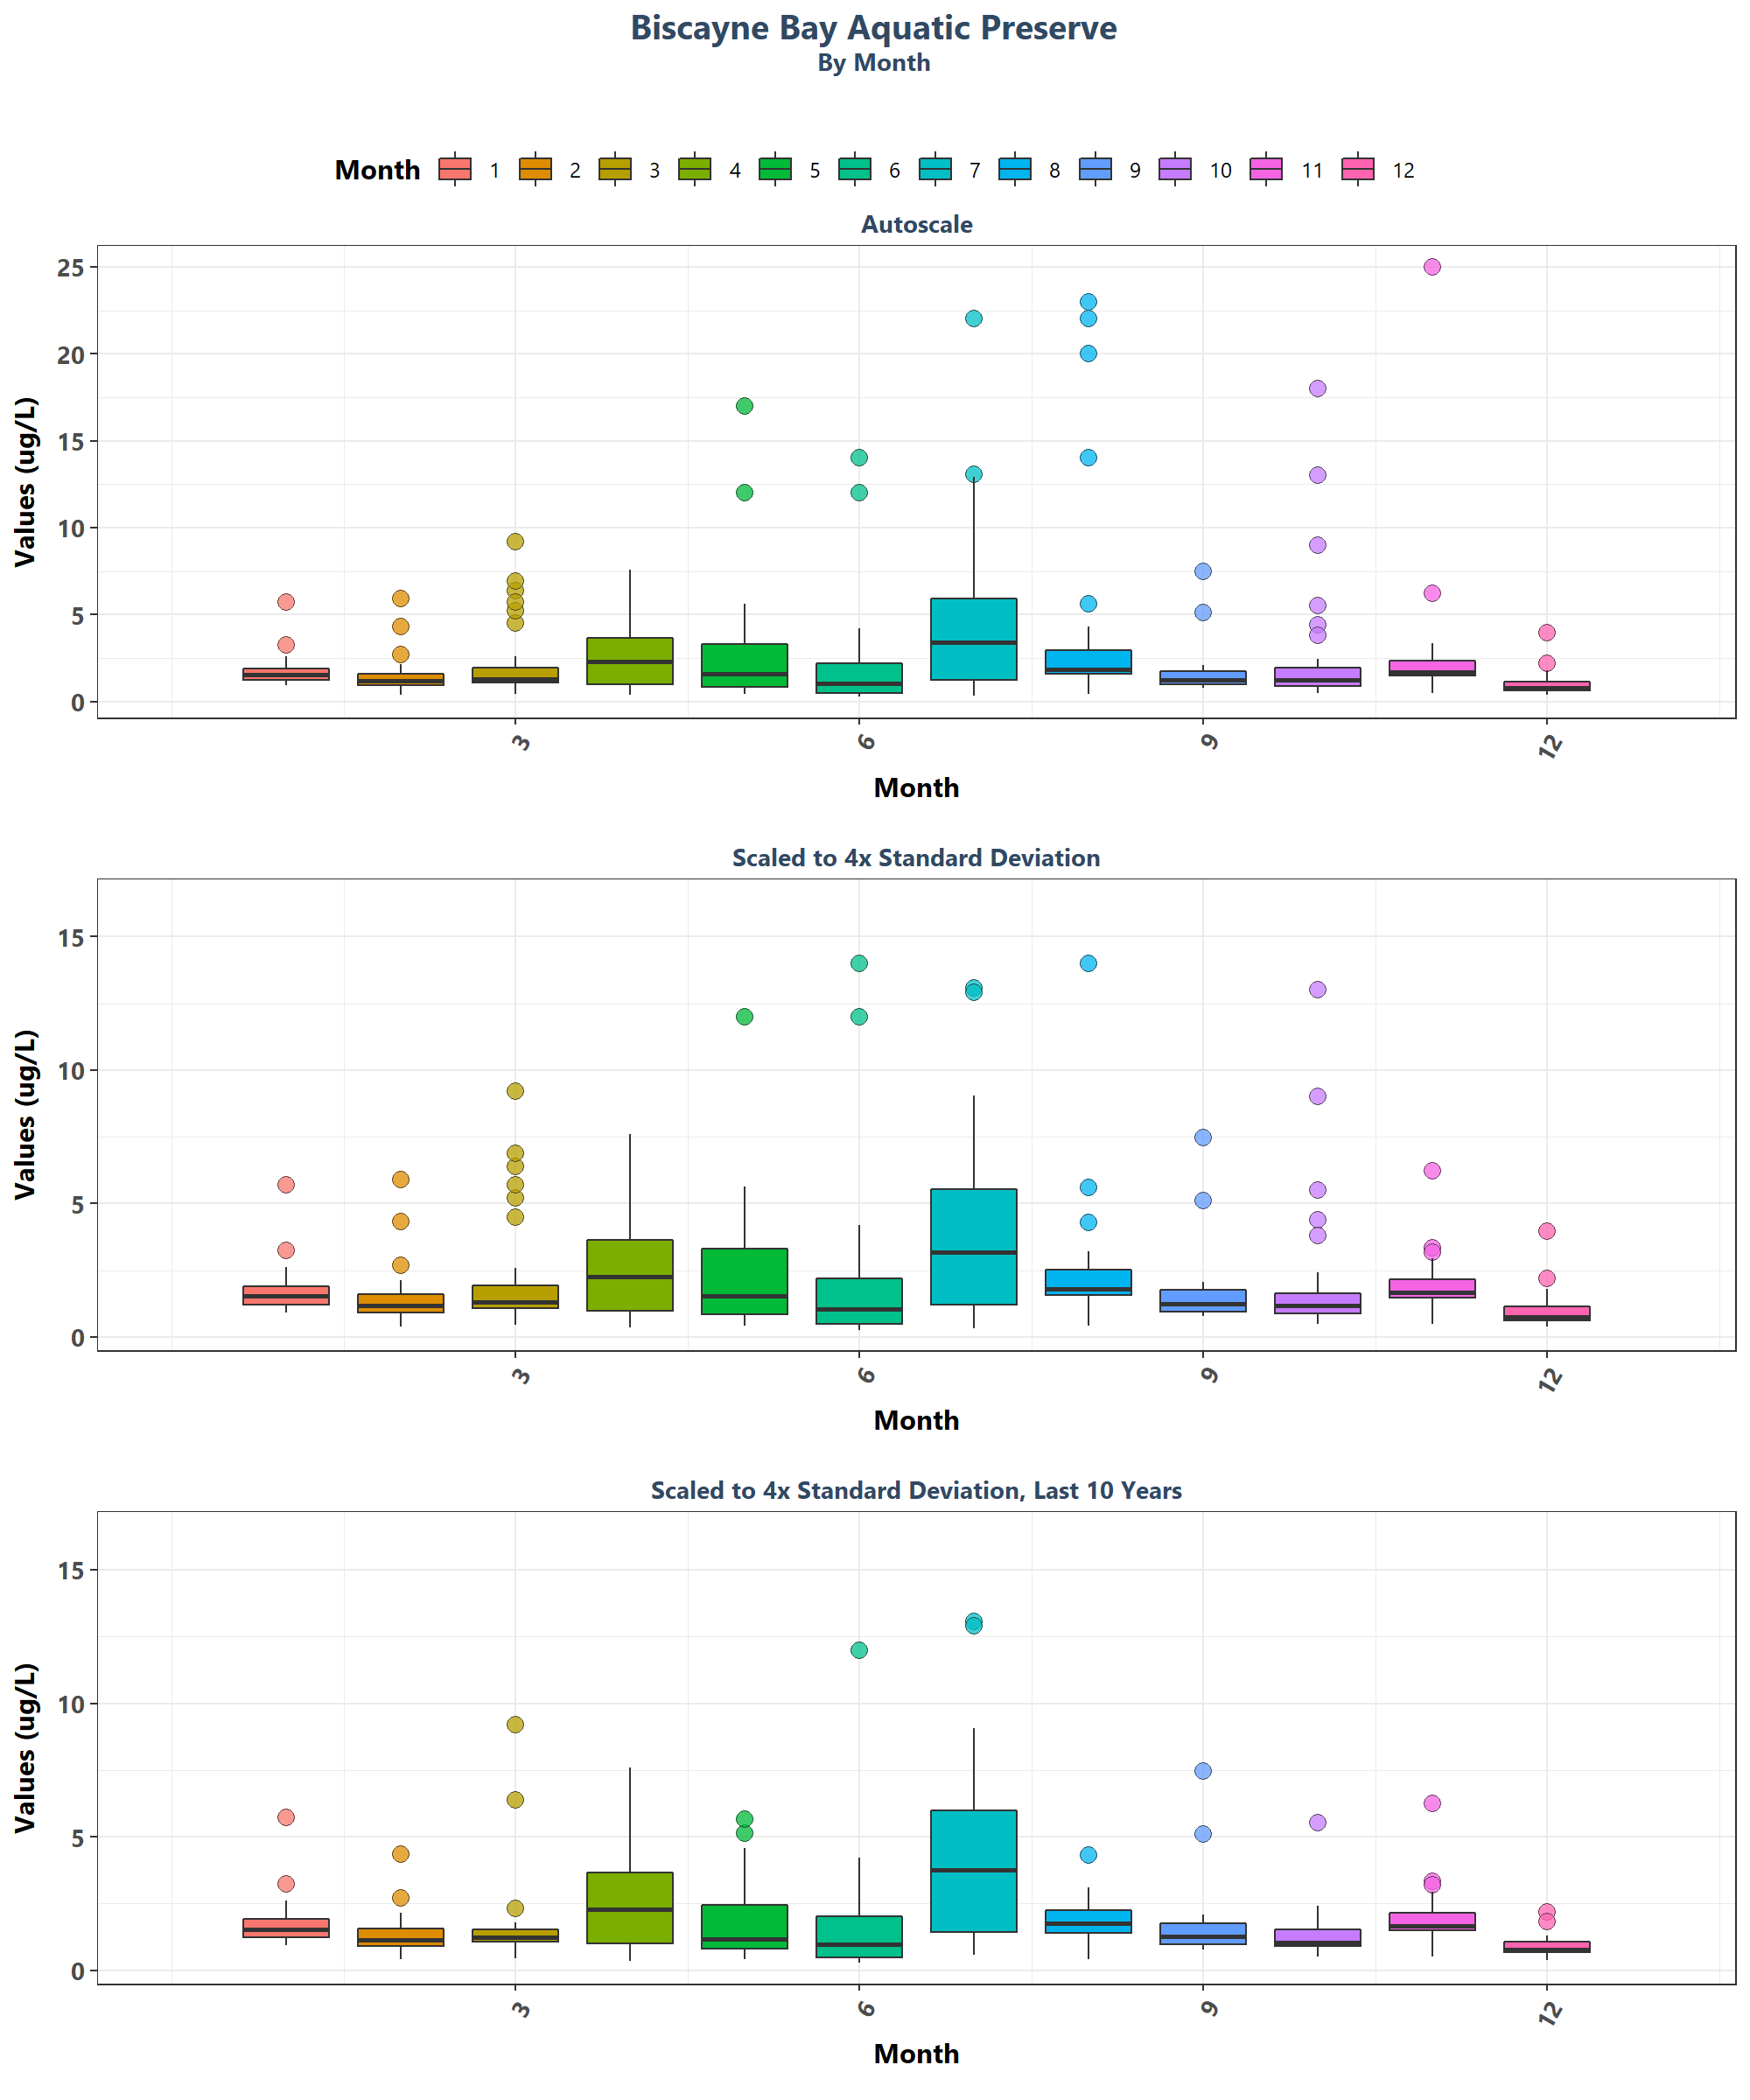 Biscayne Bay Aquatic Preserve
By Month
Month 1 2 3 4 5 6 7 8 9 10 11 12
Autoscale
Values (ug/L)
25
20
15
10
5
0
3 6 9 12
Month
Scaled to 4x Standard Deviation
Values (ug/L)
15
10
5
0
3 6 9 12
Month
Scaled to 4x Standard Deviation, Last 10 Years
Values (ug/L)
15
10
5
0
3 6 9 12
Month